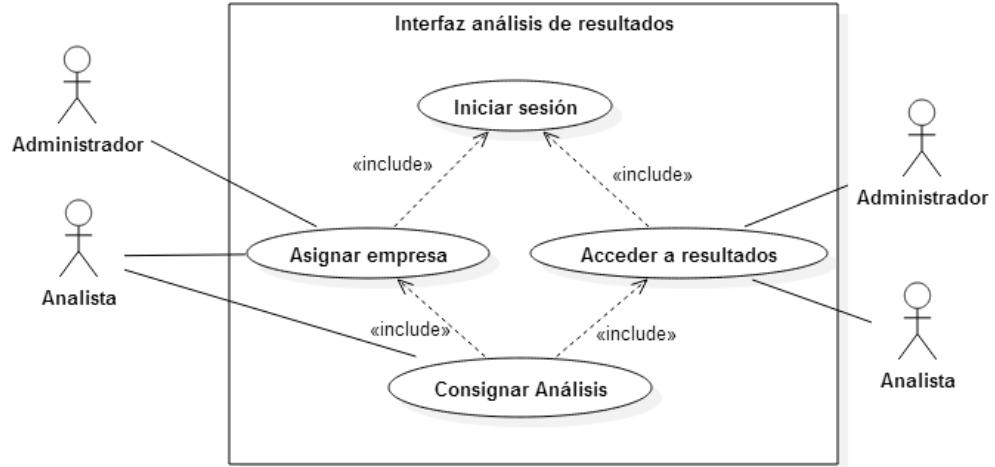 Interfaz análisis de resultados
Iniciar sesión
Administrador
«include»
«include»
Administrador
Asignar empresa
Acceder a resultados
Analista
«include»
«include»
Consignar Análisis
Analista